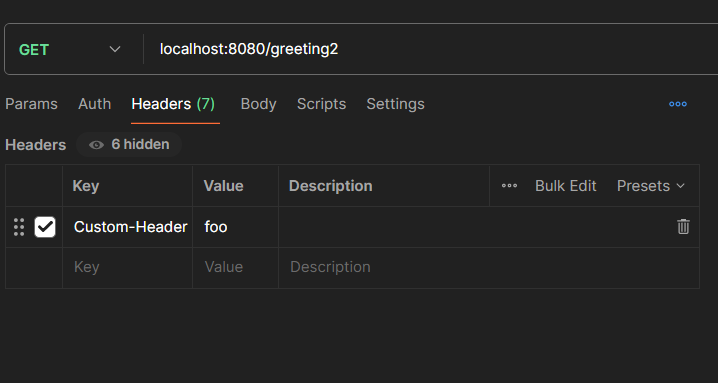 GET localhost:8080/greeting2
Params Auth Headers (7) Body Scripts Settings
Headers 6 hidden
Key Value Description Bulk Edit Presets
Custom-Header foo
Key Value Description